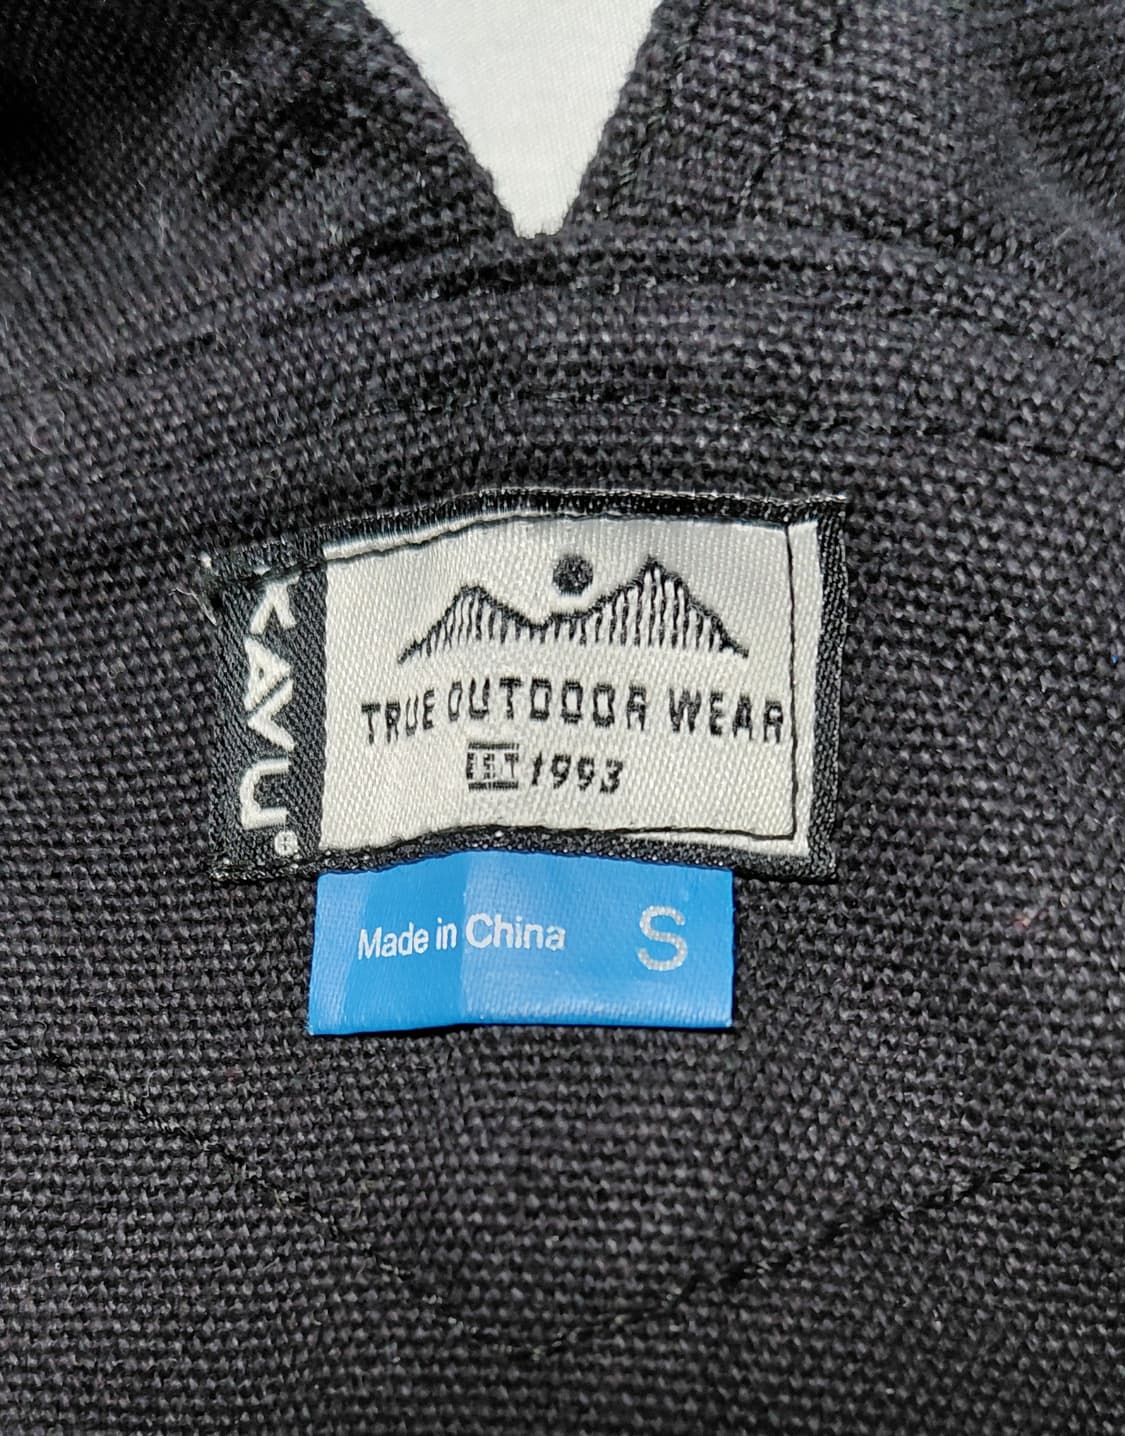 KAVU®
TRUE OUTDOOR WEAR
EST 1993
Made in China S